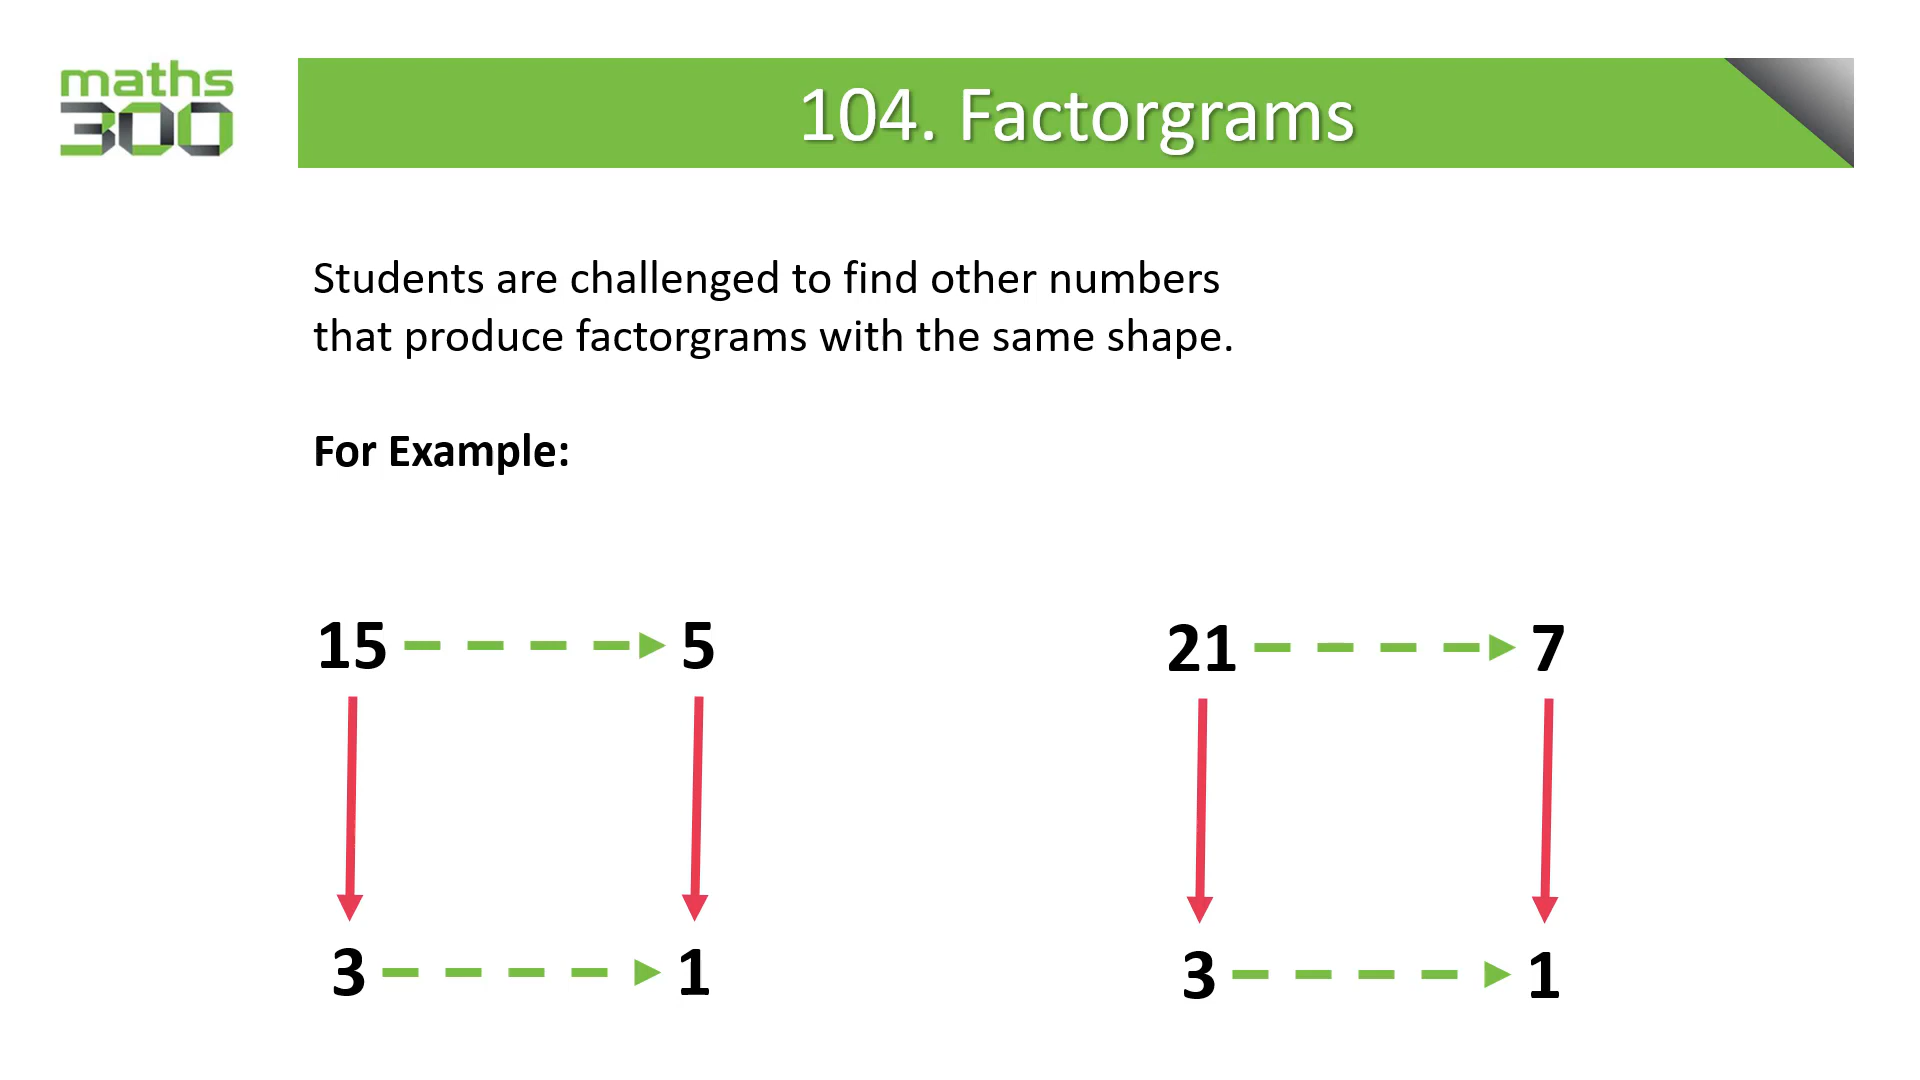 maths
300
104. Factorgrams
Students are challenged to find other numbers
that produce factorgrams with the same shape.
For Example:
15 5
21 7
3 1
3 1